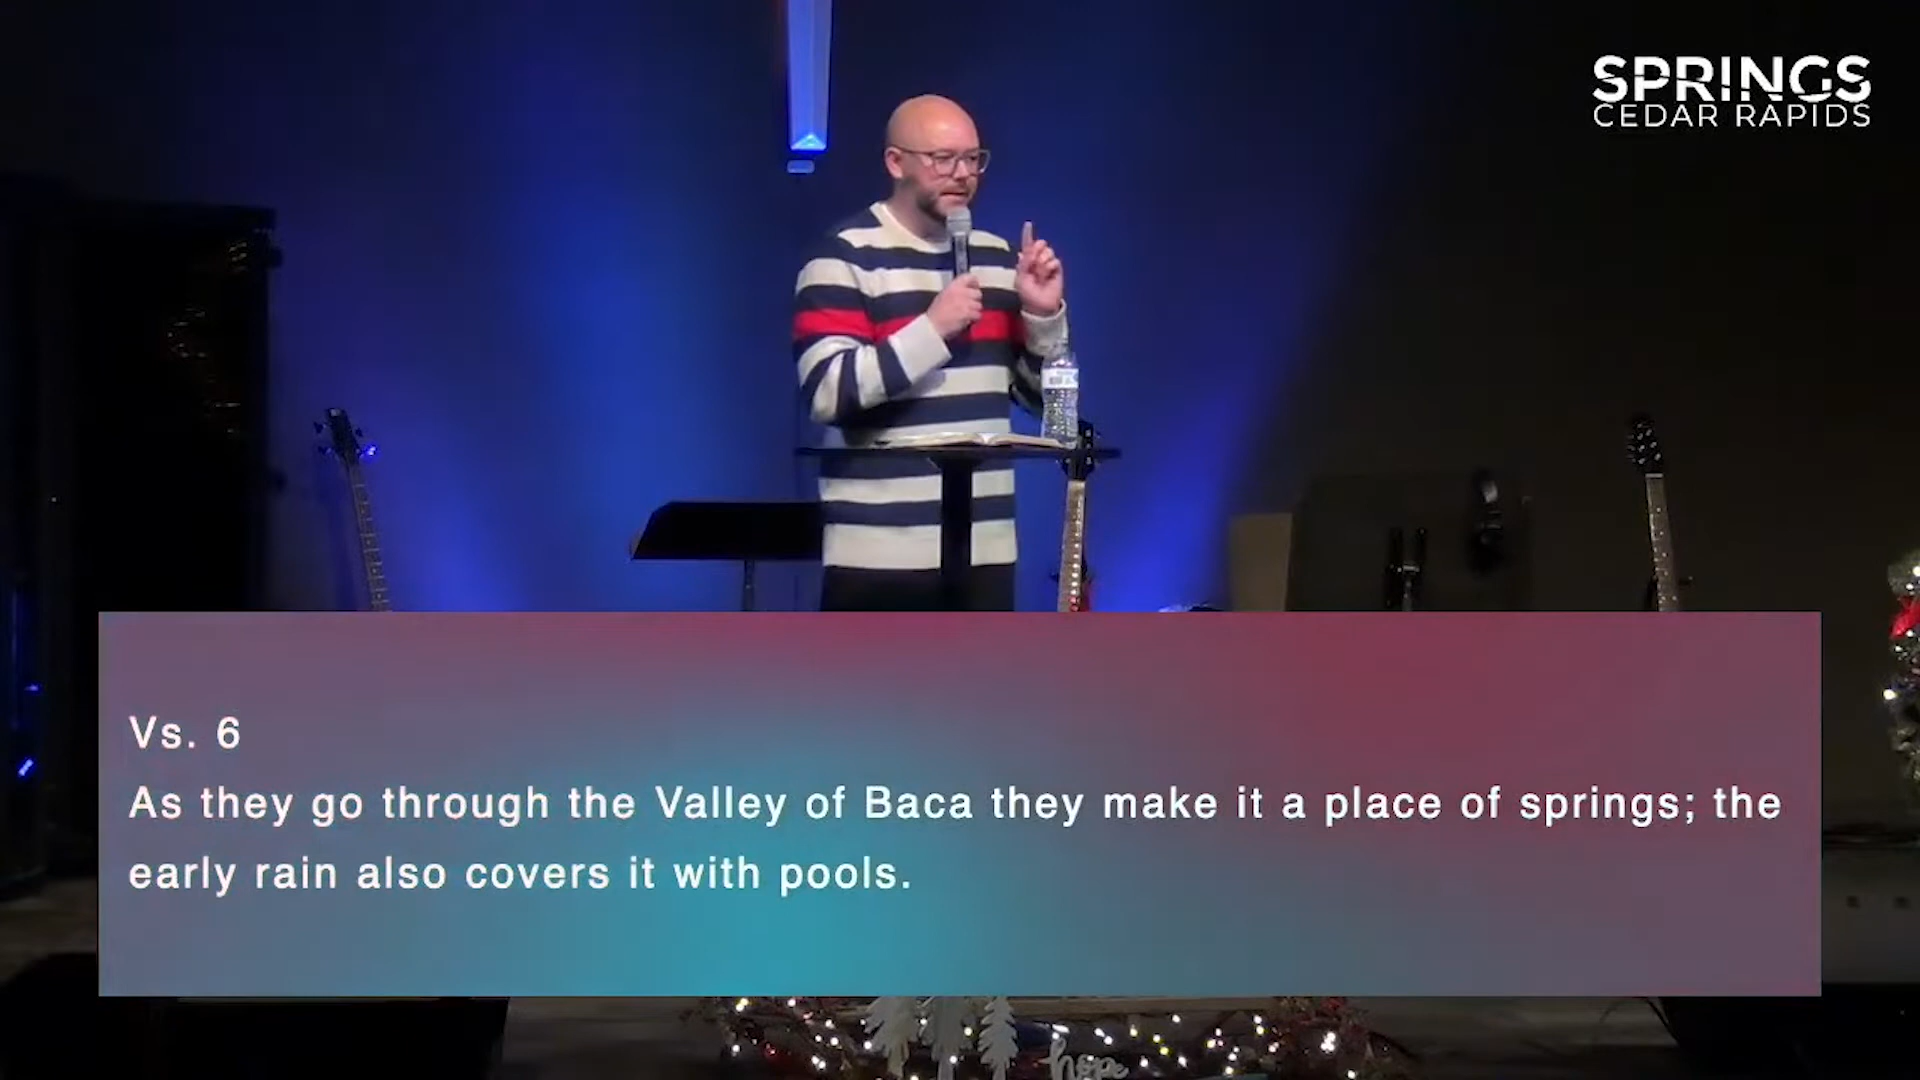 SPRINGS
CEDAR RAPIDS
Vs. 6
As they go through the Valley of Baca they make it a place of springs; the
early rain also covers it with pools.
hope